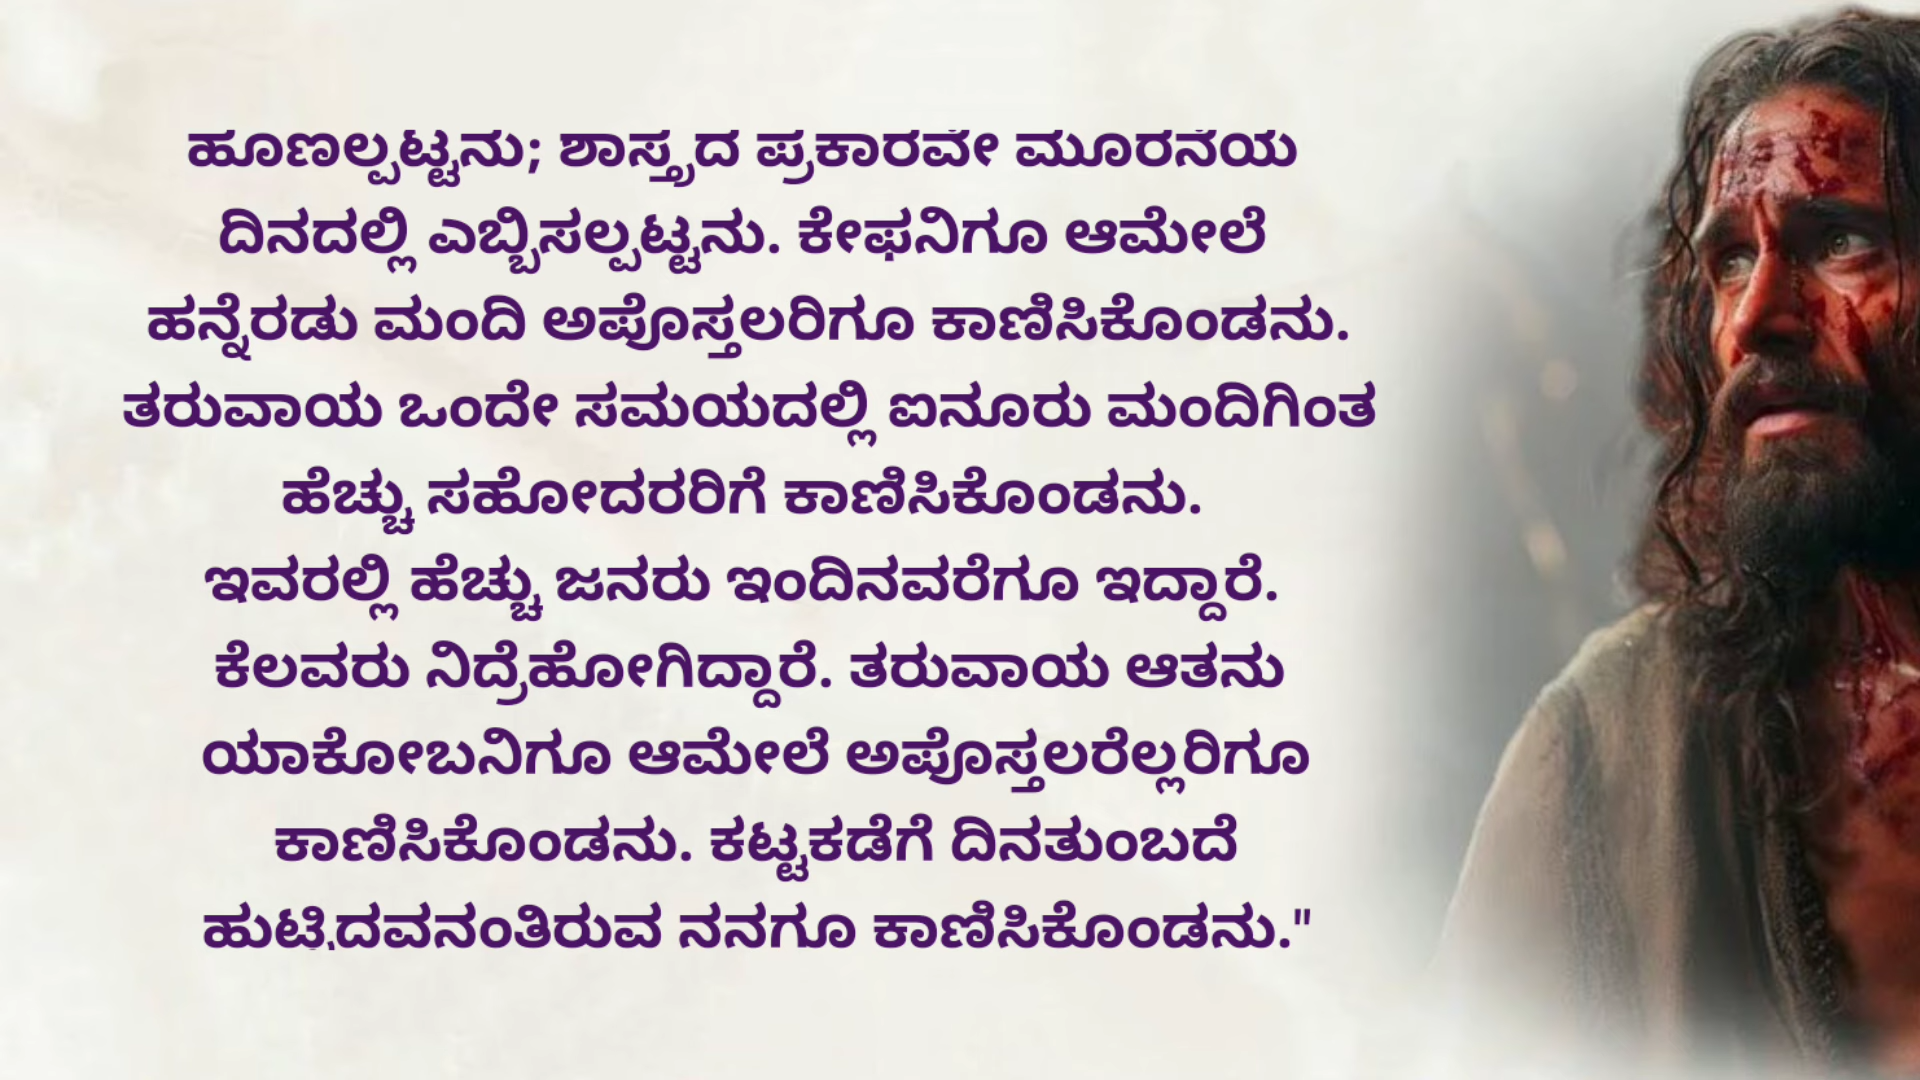 ಹೂಣಲ್ಪಟ್ಟನು; ಶಾಸ್ತ್ರದ ಪ್ರಕಾರವೇ ಮೂರನೆಯ
ದಿನದಲ್ಲಿ ಎಬ್ಬಿಸಲ್ಪಟ್ಟನು. ಕೇಫನಿಗೂ ಆಮೇಲೆ
ಹನ್ನೆರಡು ಮಂದಿ ಅಪೊಸ್ತಲರಿಗೂ ಕಾಣಿಸಿಕೊಂಡನು.
ತರುವಾಯ ಒಂದೇ ಸಮಯದಲ್ಲಿ ಐನೂರು ಮಂದಿಗಿಂತ
ಹೆಚ್ಚು ಸಹೋದರರಿಗೆ ಕಾಣಿಸಿಕೊಂಡನು.
ಇವರಲ್ಲಿ ಹೆಚ್ಚು ಜನರು ಇಂದಿನವರೆಗೂ ಇದ್ದಾರೆ.
ಕೆಲವರು ನಿದ್ರೆಹೋಗಿದ್ದಾರೆ. ತರುವಾಯ ಆತನು
ಯಾಕೋಬನಿಗೂ ಆಮೇಲೆ ಅಪೊಸ್ತಲರೆಲ್ಲರಿಗೂ
ಕಾಣಿಸಿಕೊಂಡನು. ಕಟ್ಟಕಡೆಗೆ ದಿನತುಂಬದೆ
ಹುಟ್ಟಿದವನಂತಿರುವ ನನಗೂ ಕಾಣಿಸಿಕೊಂಡನು."